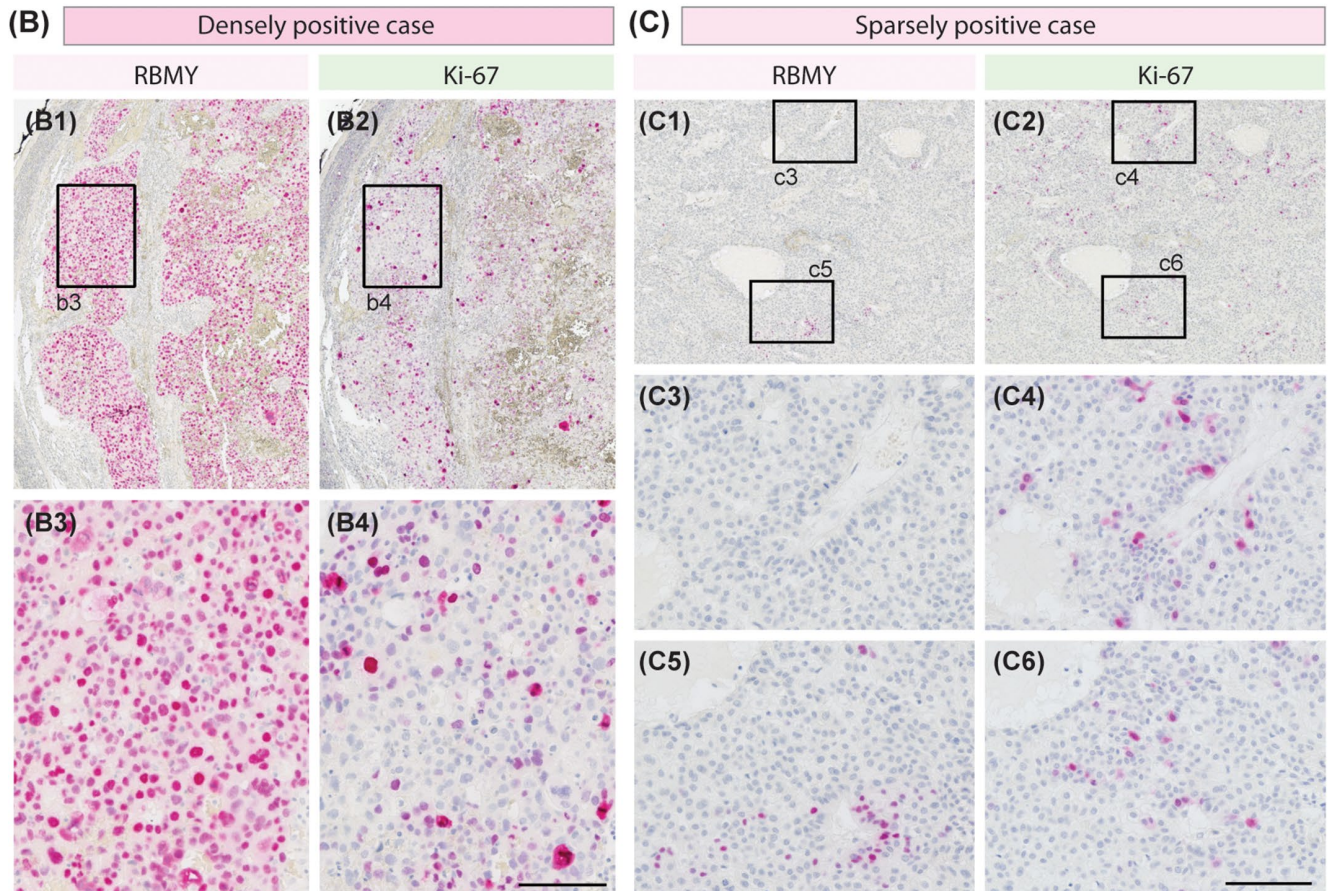 (B) Densely positive case
RBMY Ki-67
(B1) (B2)
b3 b4
(B3) (B4)
(C) Sparsely positive case
RBMY Ki-67
(C1) (C2)
c3 c4
c5 c6
(C3) (C4)
(C5) (C6)